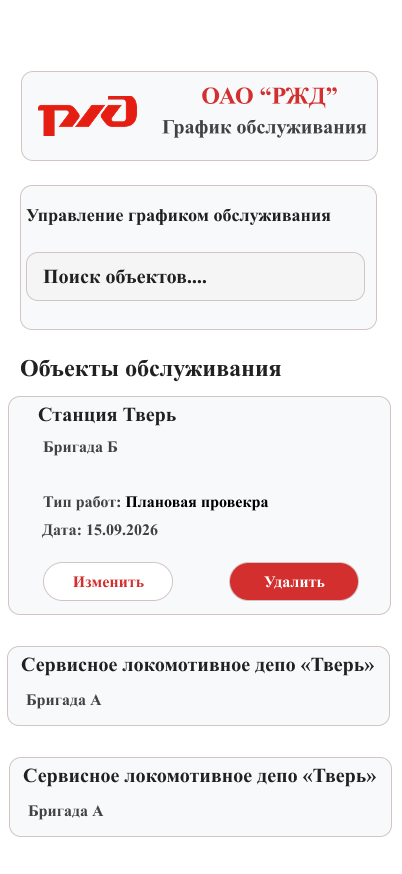 ржд
ОАО “РЖД”
График обслуживания
Управление графиком обслуживания
Поиск объектов....
Объекты обслуживания
Станция Тверь
Бригада Б
Тип работ: Плановая провекра
Дата: 15.09.2026
Изменить
Удалить
Сервисное локомотивное депо «Тверь»
Бригада А
Сервисное локомотивное депо «Тверь»
Бригада А